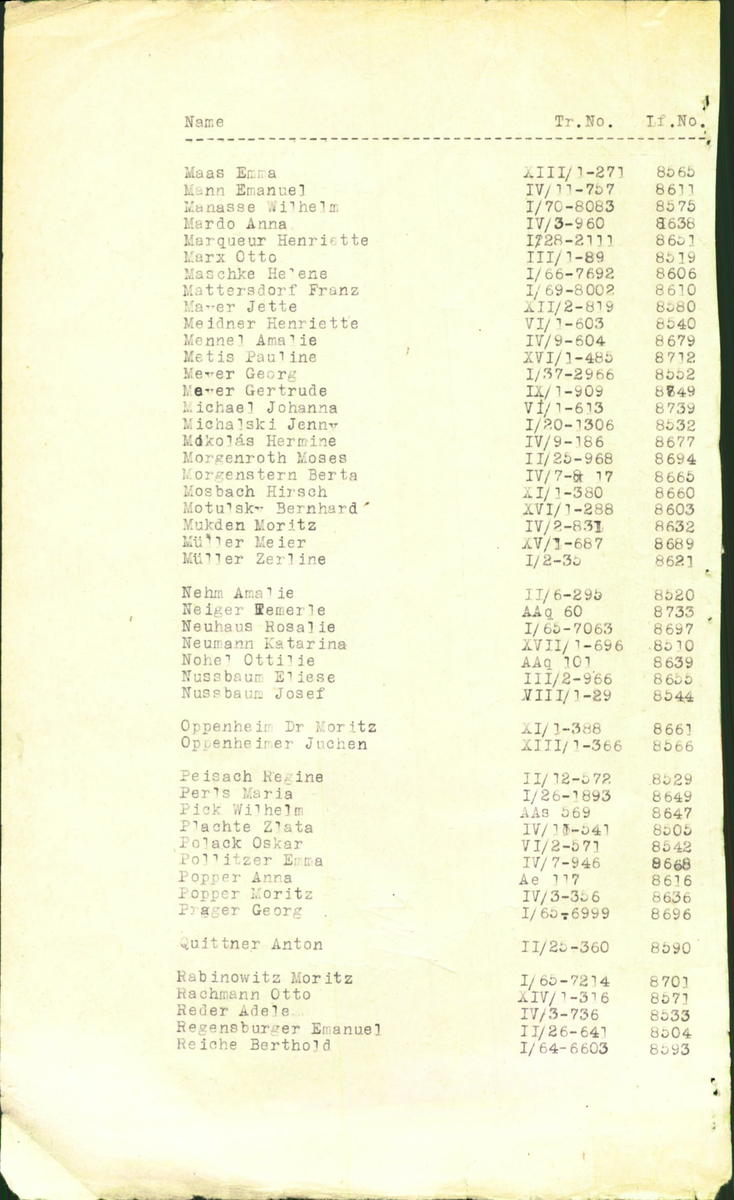 Name Tr.No. Lf.No.
Maas Emma XIII/1-271 8565
Mann Emanuel IV/11-757 8611
Manasse Wilhelm I/70-8083 8575
Mardo Anna IV/3-960 8638
Marqueur Henriette I/28-2111 8651
Marx Otto III/1-89 8519
Maschke Helene I/66-7692 8606
Mattersdorf Franz I/69-8002 8610
Mayer Jette XII/2-819 8580
Meidner Henriette VI/1-603 8540
Mennel Amalie IV/9-604 8679
Metis Pauline XVI/1-485 8712
Meyer Georg I/37-2966 8552
Meyer Gertrude IX/1-909 8749
Michael Johanna VI/1-613 8739
Michalski Jenny I/20-1306 8532
Mikolás Hermine IV/9-186 8677
Morgenroth Moses II/25-968 8694
Morgenstern Berta IV/7- 17 8665
Mosbach Hirsch XI/1-380 8660
Motulsky Bernhard XVI/1-288 8603
Mukden Moritz IV/2-831 8632
Müller Meier XV/1-687 8689
Müller Zerline I/2-35 8621
Nehm Amalie II/6-295 8520
Neiger Temerle AAq 60 8733
Neuhaus Rosalie I/65-7063 8697
Neumann Katarina XVII/1-696 8510
Nohel Ottilie AAq 101 8639
Nussbaum Eliese III/2-966 8655
Nussbaum Josef VIII/1-29 8544
Oppenheim Dr Moritz XI/1-388 8661
Oppenheimer Juchen XIII/1-366 8566
Peisach Regine II/12-572 8529
Perls Maria I/26-1893 8649
Pick Wilhelm AAs 569 8647
Plachte Zlata IV/11-541 8505
Polack Oskar VI/2-571 8542
Pollitzer Emma IV/7-946 8668
Popper Anna Ae 117 8616
Popper Moritz IV/3-356 8636
Prager Georg I/65-6999 8696
Quittner Anton II/25-360 8590
Rabinowitz Moritz I/65-7214 8701
Rachmann Otto XIV/1-316 8571
Reder Adele IV/3-736 8533
Regensburger Emanuel II/26-641 8504
Reiche Berthold I/64-6603 8593